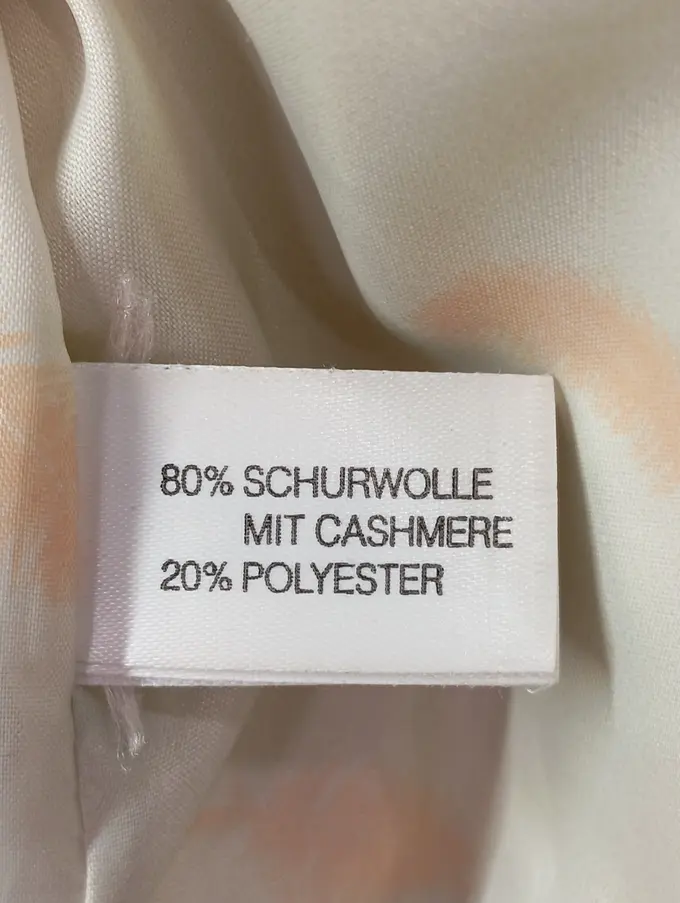 80% SCHURWOLLE
MIT CASHMERE
20% POLYESTER